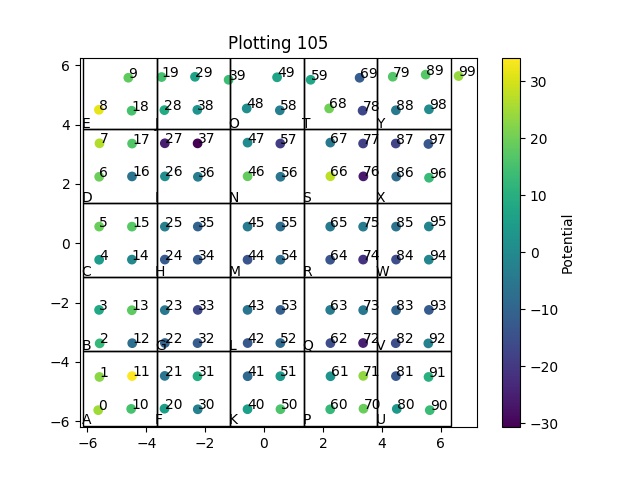 Plotting 105
9 19 29 39 49 59 69 79 89 99
8 18 28 38 48 58 68 78 88 98
E J O T Y
7 17 27 37 47 57 67 77 87 97
6 16 26 36 46 56 66 76 86 96
D I N S X
5 15 25 35 45 55 65 75 85 95
4 14 24 34 44 54 64 74 84 94
C H M R W
3 13 23 33 43 53 63 73 83 93
2 12 22 32 42 52 62 72 82 92
B G L Q V
1 11 21 31 41 51 61 71 81 91
0 10 20 30 40 50 60 70 80 90
A F K P U
6
4
2
0
−2
−4
−6
−6 −4 −2 0 2 4 6
30
20
10
0
−10
−20
−30
Potential